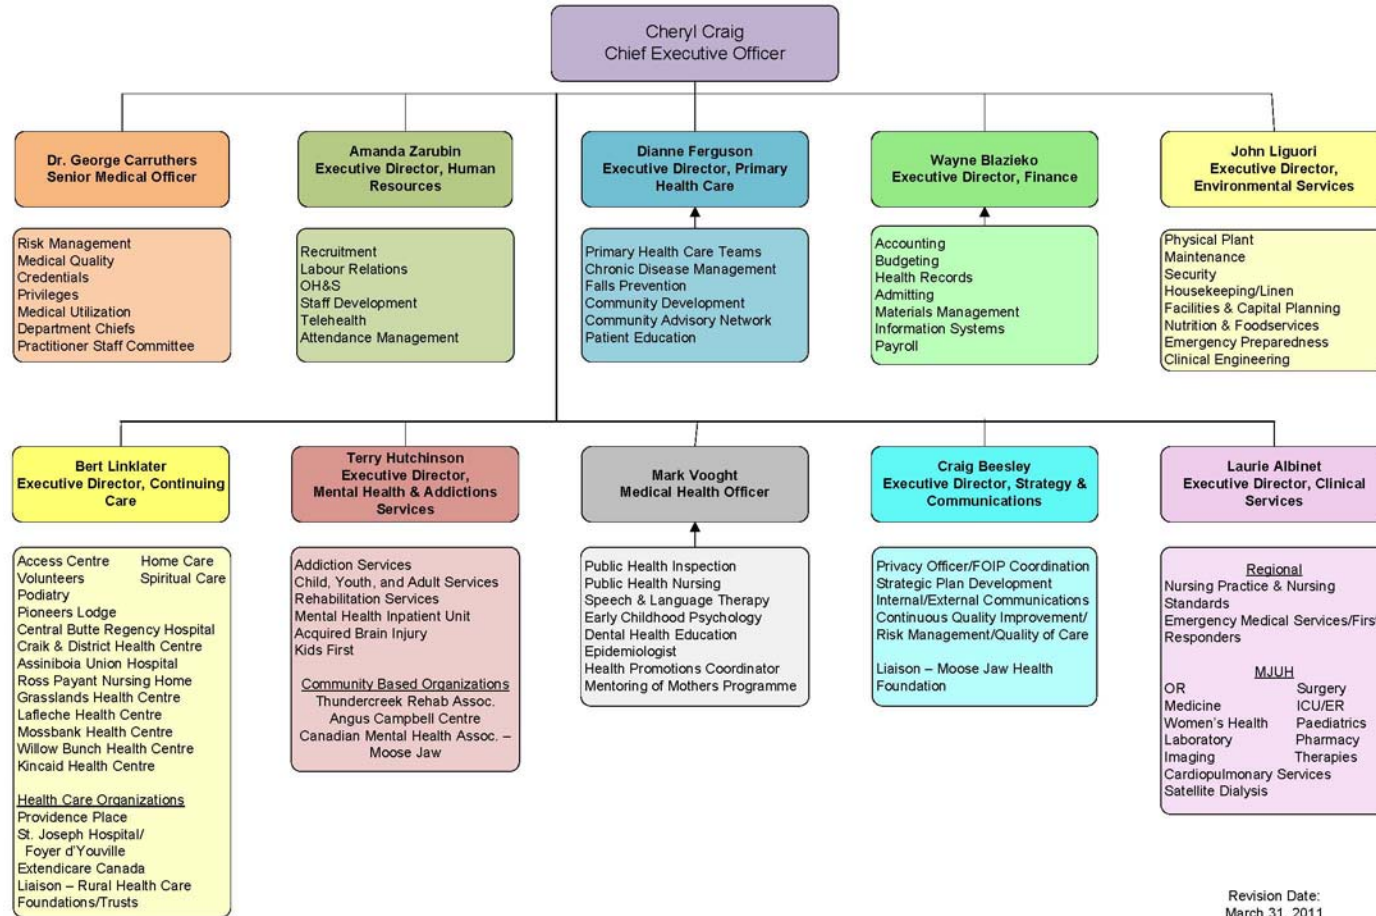 Cheryl Craig
Chief Executive Officer
Dr. George Carruthers
Senior Medical Officer
Amanda Zarubin
Executive Director, Human
Resources
Dianne Ferguson
Executive Director, Primary
Health Care
Wayne Blazieko
Executive Director, Finance
John Liguori
Executive Director,
Environmental Services
Risk Management
Medical Quality
Credentials
Privileges
Medical Utilization
Department Chiefs
Practitioner Staff Committee
Recruitment
Labour Relations
OH&S
Staff Development
Telehealth
Attendance Management
Primary Health Care Teams
Chronic Disease Management
Falls Prevention
Community Development
Community Advisory Network
Patient Education
Accounting
Budgeting
Health Records
Admitting
Materials Management
Information Systems
Payroll
Physical Plant
Maintenance
Security
Housekeeping/Linen
Facilities & Capital Planning
Nutrition & Foodservices
Emergency Preparedness
Clinical Engineering
Bert Linklater
Executive Director, Continuing
Care
Terry Hutchinson
Executive Director,
Mental Health & Addictions
Services
Mark Vooght
Medical Health Officer
Craig Beesley
Executive Director, Strategy &
Communications
Laurie Albinet
Executive Director, Clinical
Services
Access Centre Home Care
Volunteers Spiritual Care
Podiatry
Pioneers Lodge
Central Butte Regency Hospital
Craik & District Health Centre
Assiniboia Union Hospital
Ross Payant Nursing Home
Grasslands Health Centre
Lafleche Health Centre
Mossbank Health Centre
Willow Bunch Health Centre
Kincaid Health Centre
Health Care Organizations
Providence Place
St. Joseph Hospital/
Foyer d'Youville
Extendicare Canada
Liaison – Rural Health Care
Foundations/Trusts
Addiction Services
Child, Youth, and Adult Services
Rehabilitation Services
Mental Health Inpatient Unit
Acquired Brain Injury
Kids First
Community Based Organizations
Thundercreek Rehab Assoc.
Angus Campbell Centre
Canadian Mental Health Assoc. –
Moose Jaw
Public Health Inspection
Public Health Nursing
Speech & Language Therapy
Early Childhood Psychology
Dental Health Education
Epidemiologist
Health Promotions Coordinator
Mentoring of Mothers Programme
Privacy Officer/FOIP Coordination
Strategic Plan Development
Internal/External Communications
Continuous Quality Improvement/
Risk Management/Quality of Care
Liaison – Moose Jaw Health
Foundation
Regional
Nursing Practice & Nursing
Standards
Emergency Medical Services/First
Responders
MJUH
OR Surgery
Medicine ICU/ER
Women's Health Paediatrics
Laboratory Pharmacy
Imaging Therapies
Cardiopulmonary Services
Satellite Dialysis
Revision Date:
March 31, 2011